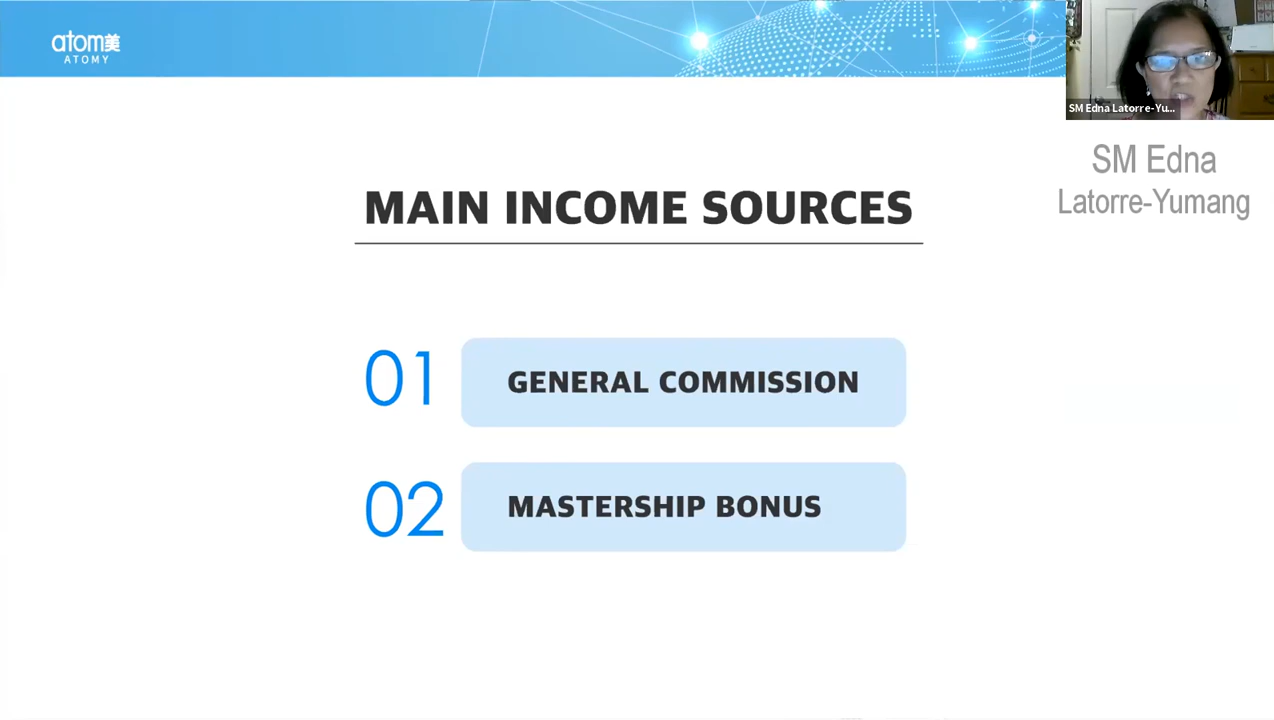 atom美
ATOMY
SM Edna Latorre-Yu...
SM Edna
Latorre-Yumang
MAIN INCOME SOURCES
01 GENERAL COMMISSION
02 MASTERSHIP BONUS